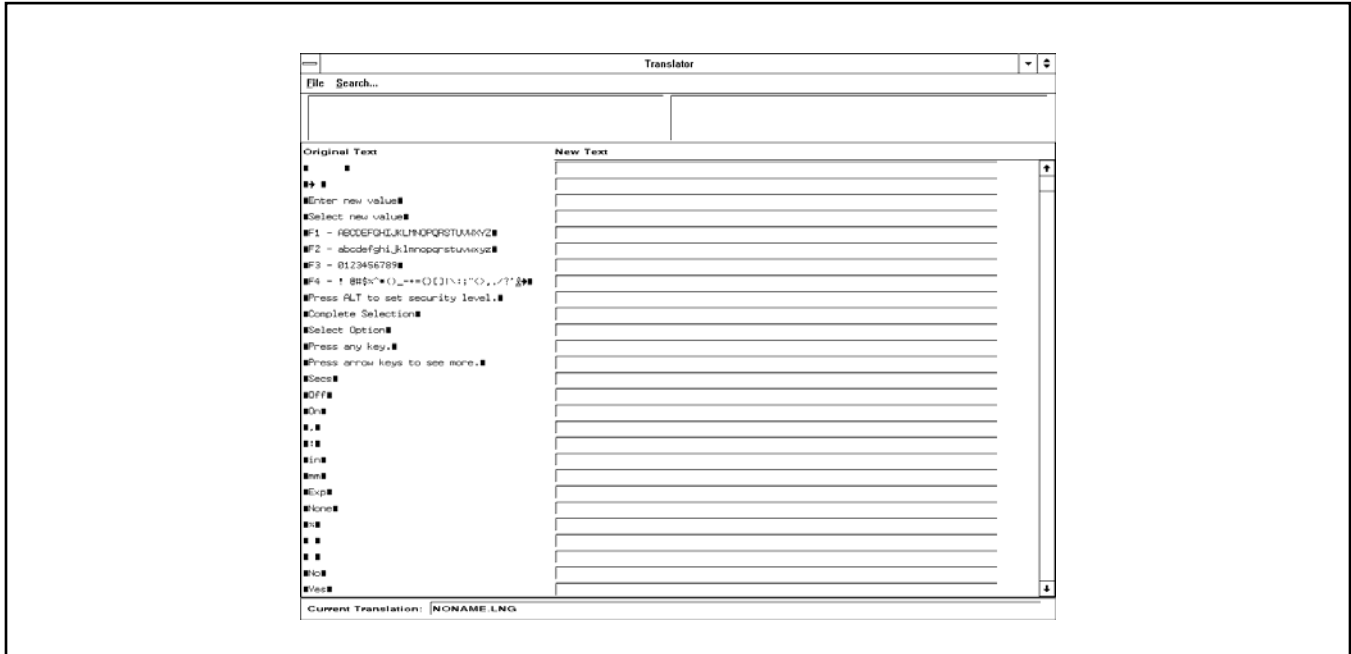 Translator
File Search...
Original Text New Text
■ ■
■→ ■
■Enter new value■
■Select new value■
■F1 - ABCDEFGHIJKLMNOPQRSTUVWXYZ■
■F2 - abcdefghijklmnopqrstuvwxyz■
■F3 - 0123456789■
■F4 - ! @#$%^*()_-+={}[]|\:;"<>,./?'&→■
■Press ALT to set security level.■
■Complete Selection■
■Select Option■
■Press any key.■
■Press arrow keys to see more.■
■Secs■
■Off■
■On■
■,■
■:■
■in■
■mm■
■Exp■
■None■
■%■
■ ■
■ ■
■No■
■Yes■
Current Translation: NONAME.LNG